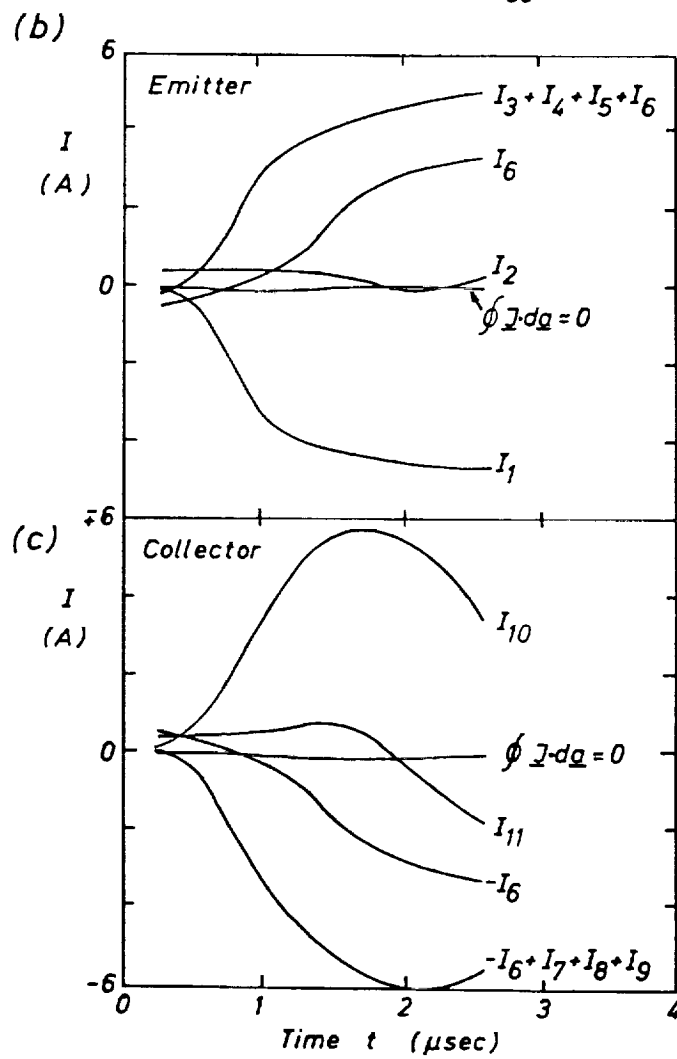 (b)
6
Emitter
I
(A)
I3 + I4 + I5 + I6
I6
I2
0
∮ J·da = 0
I1
∓6
(c)
Collector
I
(A)
I10
∮ J·da = 0
0
I11
-I6
-I6 + I7 + I8 + I9
-6
0 1 2 3 4
Time t (μsec)